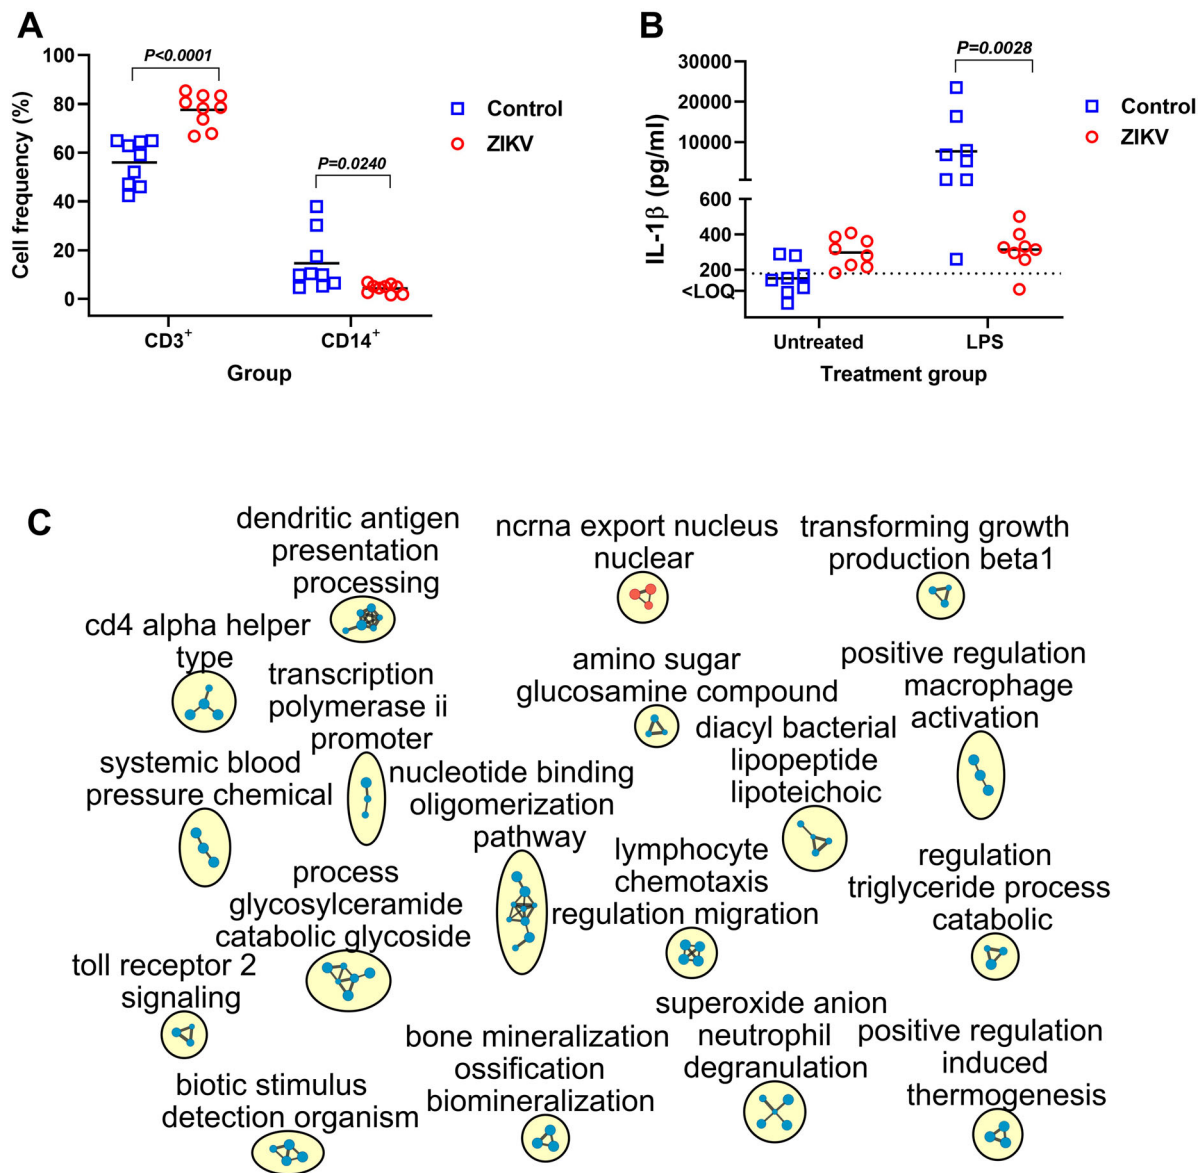 A
Cell frequency (%)
100
80
60
40
20
0
P<0.0001
P=0.0240
Control
ZIKV
CD3+
CD14+
Group
B
IL-1β (pg/ml)
30000
20000
10000
600
400
200
<LOQ
P=0.0028
Control
ZIKV
Untreated
LPS
Treatment group
C
dendritic antigen
presentation
processing
ncrna export nucleus
nuclear
transforming growth
production beta1
cd4 alpha helper
type
transcription
polymerase ii
promoter
amino sugar
glucosamine compound
positive regulation
macrophage
activation
systemic blood
pressure chemical
nucleotide binding
oligomerization
pathway
diacyl bacterial
lipopeptide
lipoteichoic
process
glycosylceramide
catabolic glycoside
lymphocyte
chemotaxis
regulation migration
regulation
triglyceride process
catabolic
toll receptor 2
signaling
bone mineralization
ossification
biomineralization
superoxide anion
neutrophil
degranulation
positive regulation
induced
thermogenesis
biotic stimulus
detection organism